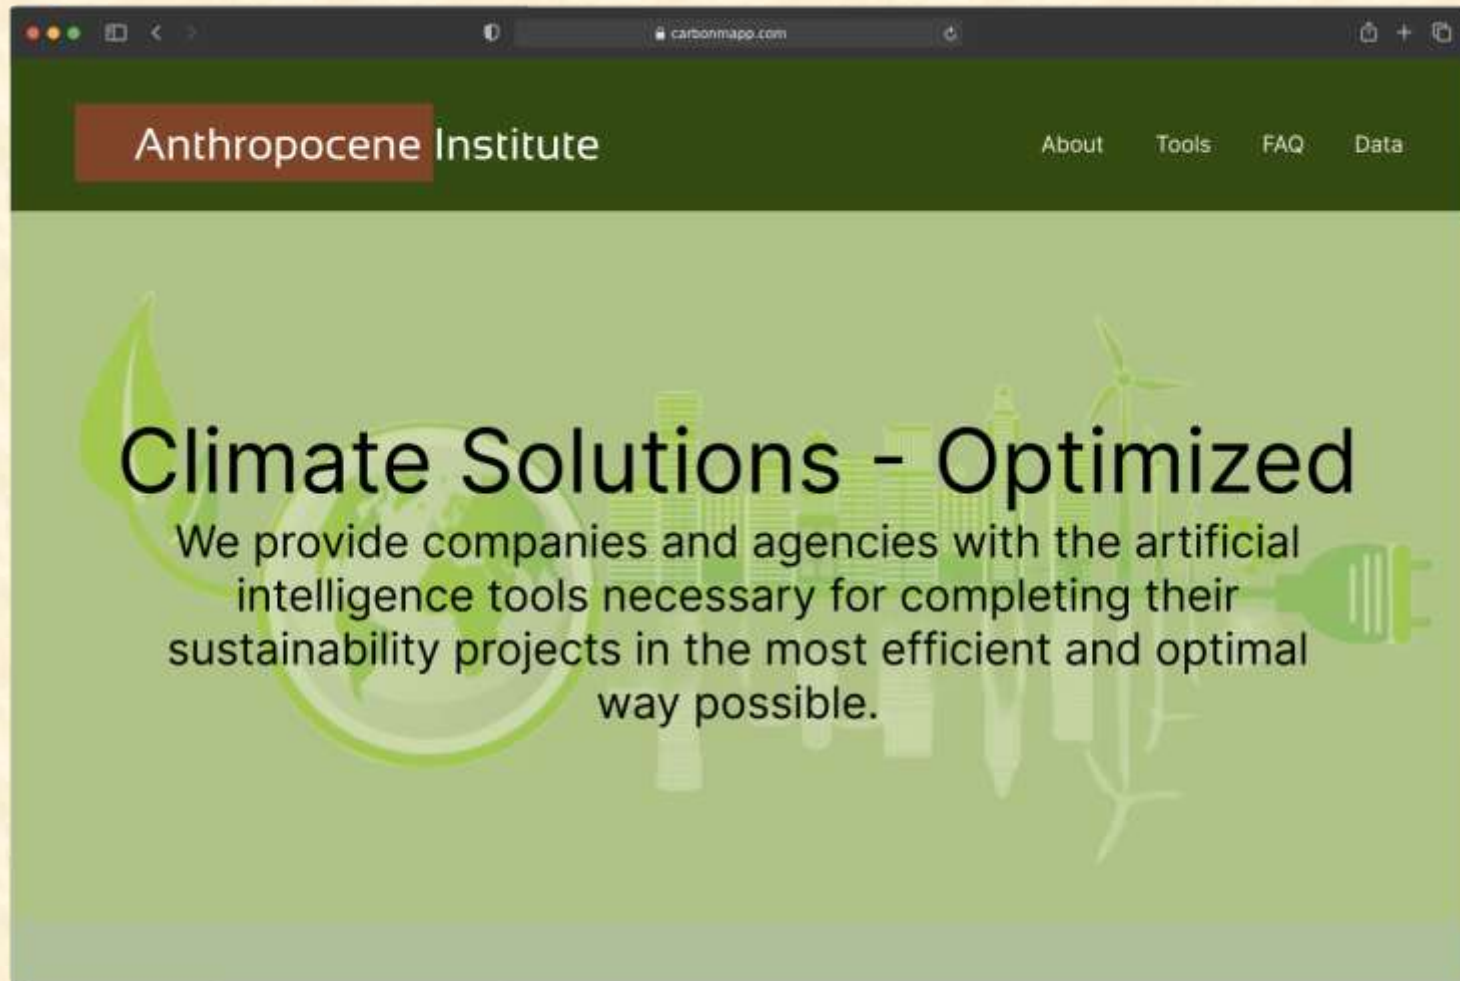 carbonmapp.com
Anthropocene Institute
About Tools FAQ Data
Climate Solutions - Optimized
We provide companies and agencies with the artificial
intelligence tools necessary for completing their
sustainability projects in the most efficient and optimal
way possible.